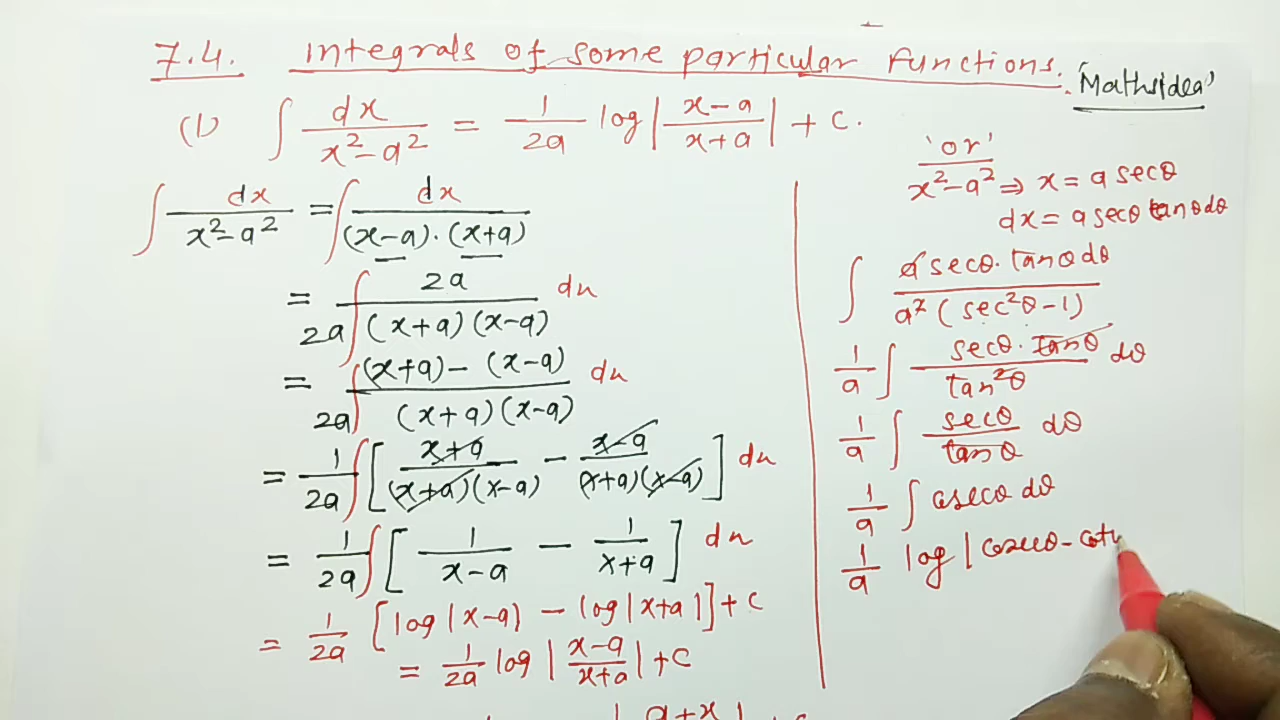 7.4. Integrals of some particular functions. 'Mathsidea'
(1) ∫ dx / (x² - a²) = 1/2a log |(x-a)/(x+a)| + c.
∫ dx / (x² - a²) = ∫ dx / ((x-a).(x+a))
= ∫ 2a / (2a (x+a)(x-a)) dx
= ∫ ((x+a) - (x-a)) / (2a (x+a)(x-a)) dx
= 1/2a ∫ [ (x+a) / ((x+a)(x-a)) - (x-a) / ((x+a)(x-a)) ] dx
= 1/2a ∫ [ 1/(x-a) - 1/(x+a) ] dx
= 1/2a [log|x-a| - log|x+a|] + c
= 1/2a log |(x-a)/(x+a)| + c
'or'
x² - a² ⇒ x = a secθ
dx = a secθ tanθ dθ
∫ a secθ. tanθ dθ / (a² (sec²θ - 1))
1/a ∫ secθ. tanθ / tan²θ dθ
1/a ∫ secθ / tanθ dθ
1/a ∫ cosecθ dθ
1/a log | cosecθ - cot
a+x